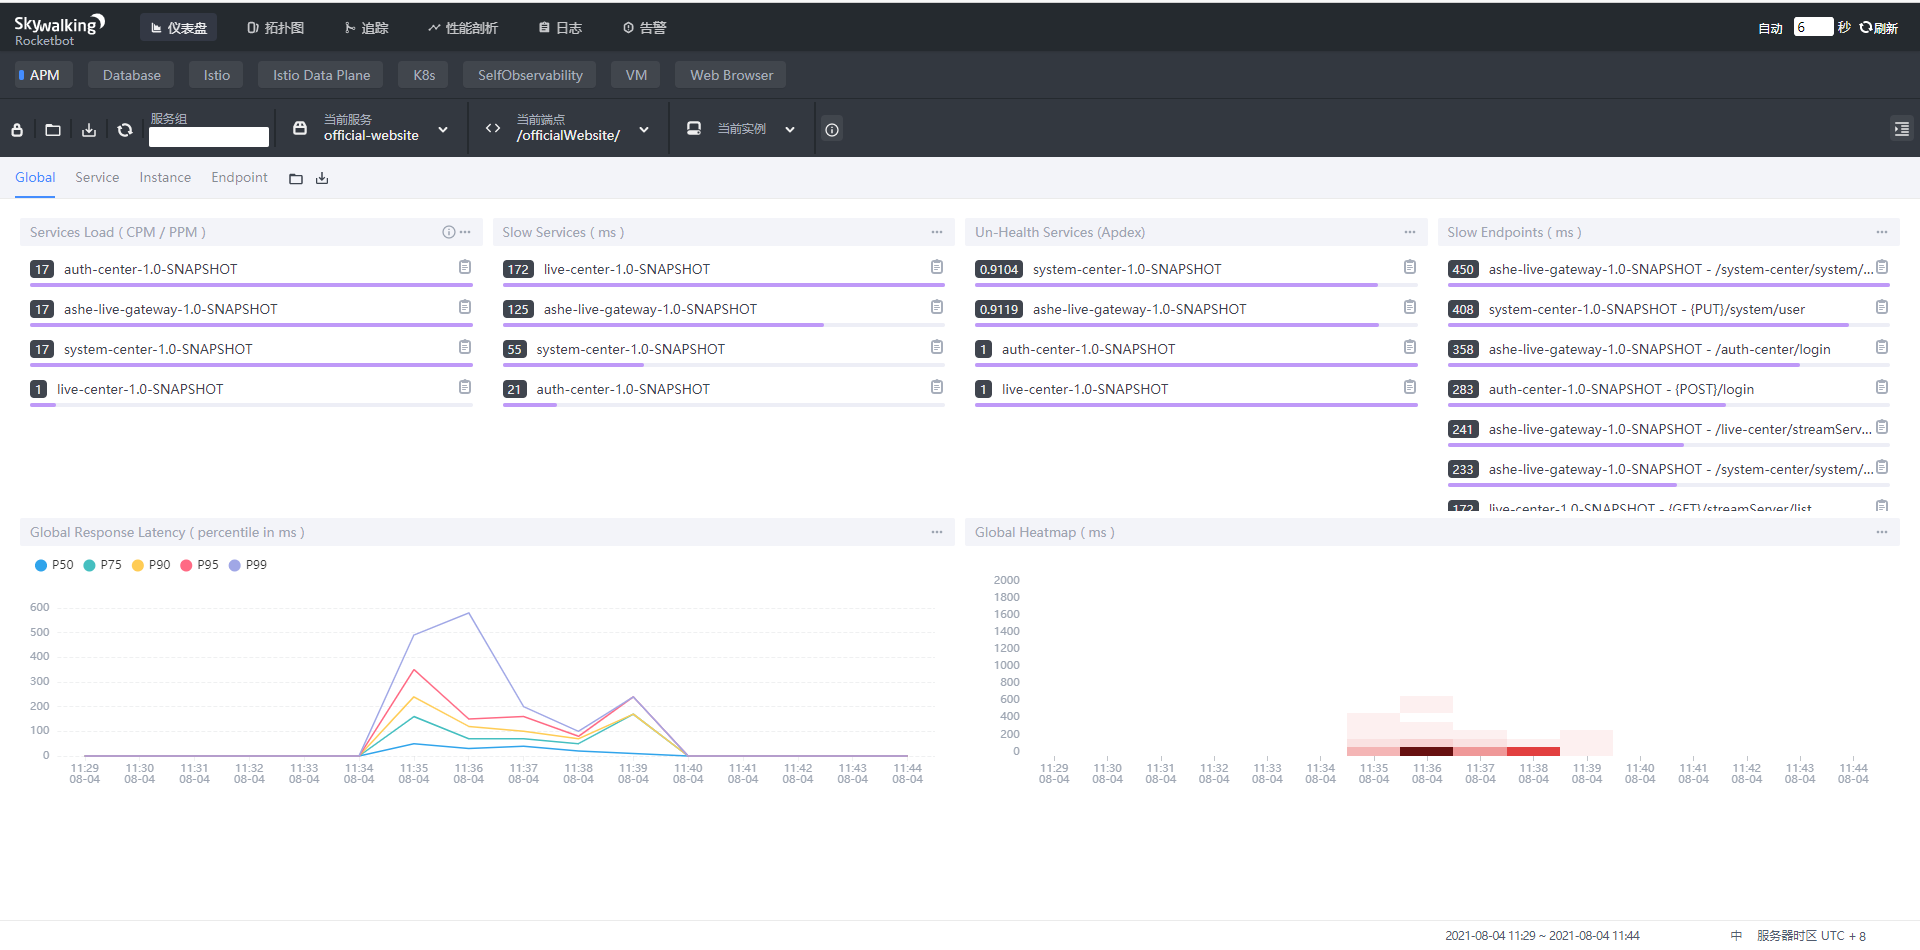 Skywalking
Rocketbot
仪表盘
拓扑图
追踪
性能剖析
日志
告警
自动 6 秒 刷新
APM
Database
Istio
Istio Data Plane
K8s
SelfObservability
VM
Web Browser
服务组
当前服务
official-website
当前端点
/officialWebsite/
当前实例
Global
Service
Instance
Endpoint
Services Load ( CPM / PPM )
17 auth-center-1.0-SNAPSHOT
17 ashe-live-gateway-1.0-SNAPSHOT
17 system-center-1.0-SNAPSHOT
1 live-center-1.0-SNAPSHOT
Slow Services ( ms )
172 live-center-1.0-SNAPSHOT
125 ashe-live-gateway-1.0-SNAPSHOT
55 system-center-1.0-SNAPSHOT
21 auth-center-1.0-SNAPSHOT
Un-Health Services (Apdex)
0.9104 system-center-1.0-SNAPSHOT
0.9119 ashe-live-gateway-1.0-SNAPSHOT
1 auth-center-1.0-SNAPSHOT
1 live-center-1.0-SNAPSHOT
Slow Endpoints ( ms )
450 ashe-live-gateway-1.0-SNAPSHOT - /system-center/system/...
408 system-center-1.0-SNAPSHOT - {PUT}/system/user
358 ashe-live-gateway-1.0-SNAPSHOT - /auth-center/login
283 auth-center-1.0-SNAPSHOT - {POST}/login
241 ashe-live-gateway-1.0-SNAPSHOT - /live-center/streamServ...
233 ashe-live-gateway-1.0-SNAPSHOT - /system-center/system/...
172 live-center-1.0-SNAPSHOT - {GET}/streamServer/list
Global Response Latency ( percentile in ms )
P50 P75 P90 P95 P99
600
500
400
300
200
100
0
11:29 11:30 11:31 11:32 11:33 11:34 11:35 11:36 11:37 11:38 11:39 11:40 11:41 11:42 11:43 11:44
08-04 08-04 08-04 08-04 08-04 08-04 08-04 08-04 08-04 08-04 08-04 08-04 08-04 08-04 08-04 08-04
Global Heatmap ( ms )
2000
1800
1600
1400
1200
1000
800
600
400
200
0
11:29 11:30 11:31 11:32 11:33 11:34 11:35 11:36 11:37 11:38 11:39 11:40 11:41 11:42 11:43 11:44
08-04 08-04 08-04 08-04 08-04 08-04 08-04 08-04 08-04 08-04 08-04 08-04 08-04 08-04 08-04 08-04
2021-08-04 11:29 ~ 2021-08-04 11:44
中
服务器时区 UTC + 8